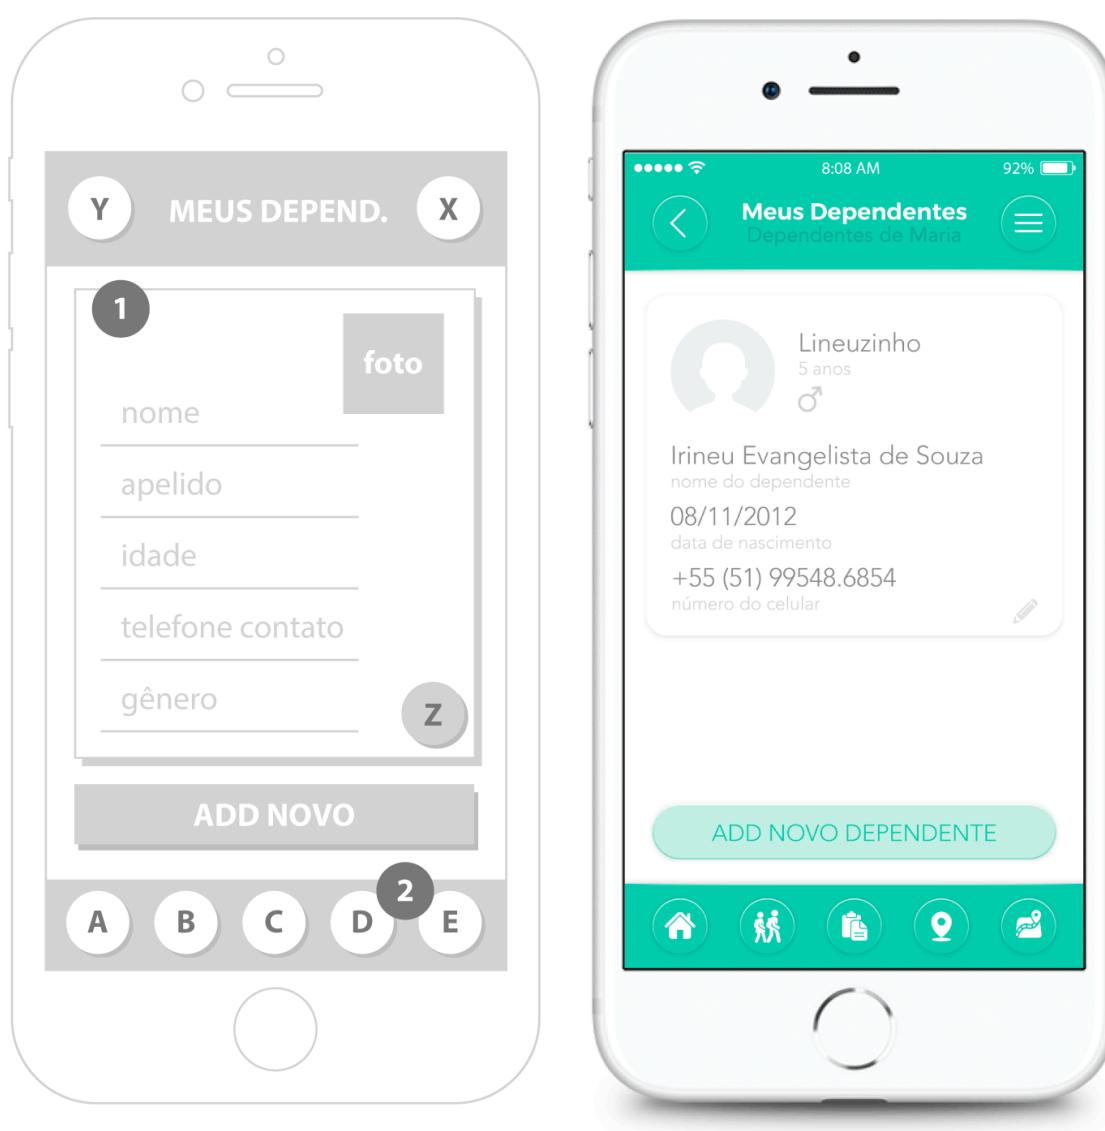 Y
MEUS DEPEND.
X
1
foto
nome
apelido
idade
telefone contato
gênero
Z
ADD NOVO
2
A
B
C
D
E
8:08 AM
92%
Meus Dependentes
Dependentes de Maria
Lineuzinho
5 anos
Irineu Evangelista de Souza
nome do dependente
08/11/2012
data de nascimento
+55 (51) 99548.6854
número do celular
ADD NOVO DEPENDENTE